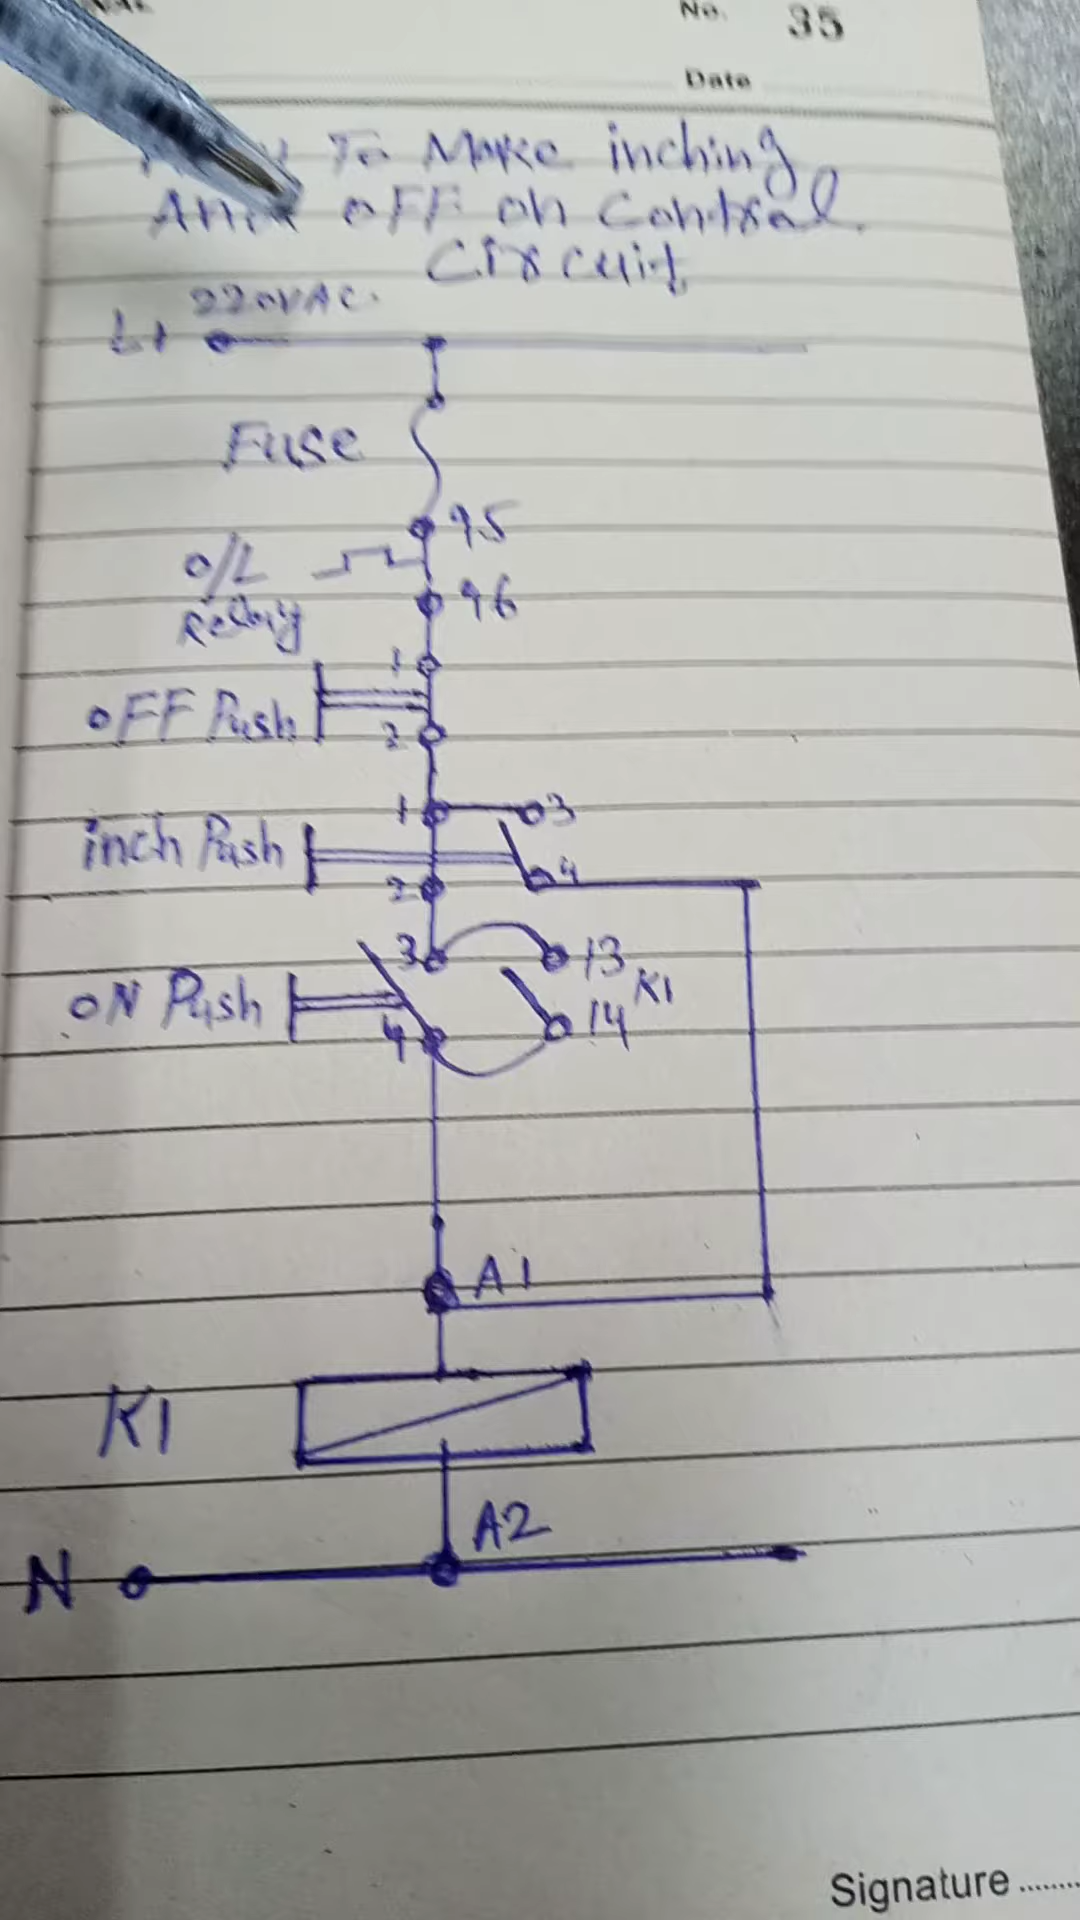 No. 35
Date
To Make inching
And oFF on Control
Circuit
220VAC.
L1
Fuse
95
O/L
Relay
96
1
oFF Push
2
1
3
inch Push
4
2
3
13
K1
oN Push
14
4
A1
K1
A2
N
Signature ........